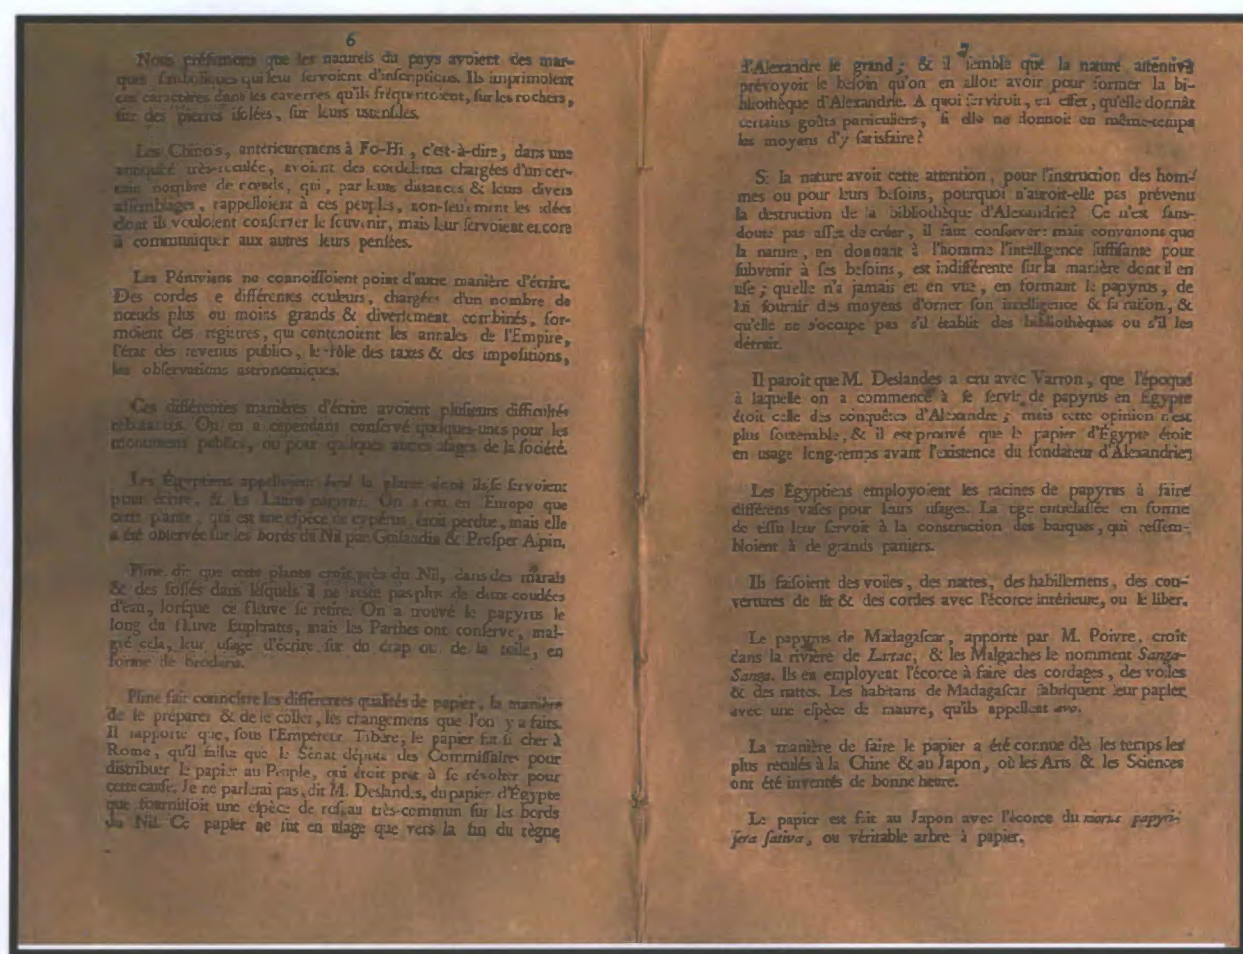 6
Nous préſumons que les naturels du pays avoient des mar-
ques ſimboliques qui leur ſervoient d'inſcriptions. Ils imprimoient
ces caractères dans les cavernes qu'ils fréquentoient, ſur les rochers,
ſur des pierres iſolées, ſur leurs uſtenſiles.
Les Chinois, antérieurement à Fo-Hi, c'eſt-à-dire, dans une
antiquité très-reculée, avoient des cordelettes chargées d'un cer-
tain nombre de nœuds, qui, par leurs diſtances & leurs divers
aſſemblages, rappelloient à ces peuples, non-ſeulement les idées
dont ils vouloient conſerver le ſouvenir, mais leur ſervoient encore
à communiquer aux autres leurs penſées.
Les Péruviens ne connoiſſoient point d'autre manière d'écrire.
Des cordes de différentes couleurs, chargées d'un nombre de
nœuds plus ou moins grands & diverſement combinés, for-
moient des régiſtres, qui contenoient les annales de l'Empire,
l'état des revenus publics, le rôle des taxes & des impoſitions,
les obſervations aſtronomiques.
Ces différentes manières d'écrire avoient pluſieurs difficultés
rebutantes. On en a cependant conſervé quelques-unes pour les
monumens publics, ou pour quelques autres uſages de la ſociété.
Les Égyptiens appelloient la plante dont ils ſe ſervoient
pour écrire, & les Latins papyrus. On a cru en Europe que
cette plante, qui eſt une eſpèce de cypérus, étoit perdue, mais elle
a été obſervée ſur les bords du Nil par Guilandin & Proſper Alpin.
Pline dit que cette plante croît près du Nil, dans des marais
& des foſſés dans leſquels il ne reſte pas plus de deux coudées
d'eau, lorſque ce fleuve ſe retire. On a trouvé le papyrus le
long du fleuve Euphrates, mais les Parthes ont conſervé, mal-
gré cela, leur uſage d'écrire ſur du drap ou de la toile, en
forme de broderie.
Pline fait connoître les différentes qualités de papier, la manière
de le préparer & de le coller, les changemens que l'on y a faits.
Il rapporte que, ſous l'Empereur Tibère, le papier fut ſi cher à
Rome, qu'il fallut que le Sénat députa des Commiſſaires pour
diſtribuer le papier au Peuple, qui étoit prêt à ſe révolter pour
cette cauſe. Je ne parlerai pas, dit M. Deslandes, du papier d'Égypte
que fourniſſoit une eſpèce de roſeau très-commun ſur les bords
du Nil. Ce papier ne fut en uſage que vers la fin du règne
7
d'Alexandre le grand; & il ſemble que la nature attentive
prévoyoit le beſoin qu'on en alloit avoir pour former la bi-
bliothèque d'Alexandrie. A quoi ſerviroit, en effet, qu'elle donnât
certains goûts particuliers, ſi elle ne donnoit en même-temps
les moyens d'y ſatisfaire?
Si la nature avoit cette attention, pour l'inſtruction des hom-
mes ou pour leurs beſoins, pourquoi n'auroit-elle pas prévenu
la deſtruction de la bibliothèque d'Alexandrie? Ce n'eſt ſans-
doute pas aſſez de créer, il faut conſerver: mais convenons que
la nature, en donnant à l'homme l'intelligence ſuffiſante pour
ſubvenir à ſes beſoins, eſt indifférente ſur la manière dont il en
uſe; quelle n'a jamais eu en vue, en formant le papyrus, de
lui fournir des moyens d'orner ſon intelligence & ſa raiſon, &
qu'elle ne s'occupe pas s'il établit des bibliothèques ou s'il les
détruit.
Il paroit que M. Deslandes a cru avec Varron, que l'époque
à laquelle on a commencé à ſe ſervir de papyrus en Égypte
étoit celle des conquêtes d'Alexandre; mais cette opinion n'eſt
plus ſoutenable, & il eſt prouvé que le papier d'Égypte étoit
en uſage long-temps avant l'exiſtence du fondateur d'Alexandrie;
Les Égyptiens employoient les racines de papyrus à faire
différens vaſes pour leurs uſages. La tige entrelaſſée en forme
de tiſſu leur ſervoit à la conſtruction des barques, qui reſſem-
bloient à de grands paniers.
Ils faiſoient des voiles, des nattes, des habillemens, des cou-
vertures de lit & des cordes avec l'écorce intérieure, ou le liber.
Le papyrus de Madagaſcar, apporté par M. Poivre, croît
dans la rivière de & les Malgaches le nomment Sanga-
Sanga. Ils en employent l'écorce à faire des cordages, des voiles
& des nattes. Les habitans de Madagaſcar fabriquent leur papier
avec une eſpèce de mauve, qu'ils appellent avo.
La manière de faire le papier a été connue dès les temps les
plus reculés à la Chine & au Japon, où les Arts & les Sciences
ont été inventés de bonne heure.
Le papier eſt fait au Japon avec l'écorce du morus papyri-
fera ſativa, ou véritable arbre à papier.